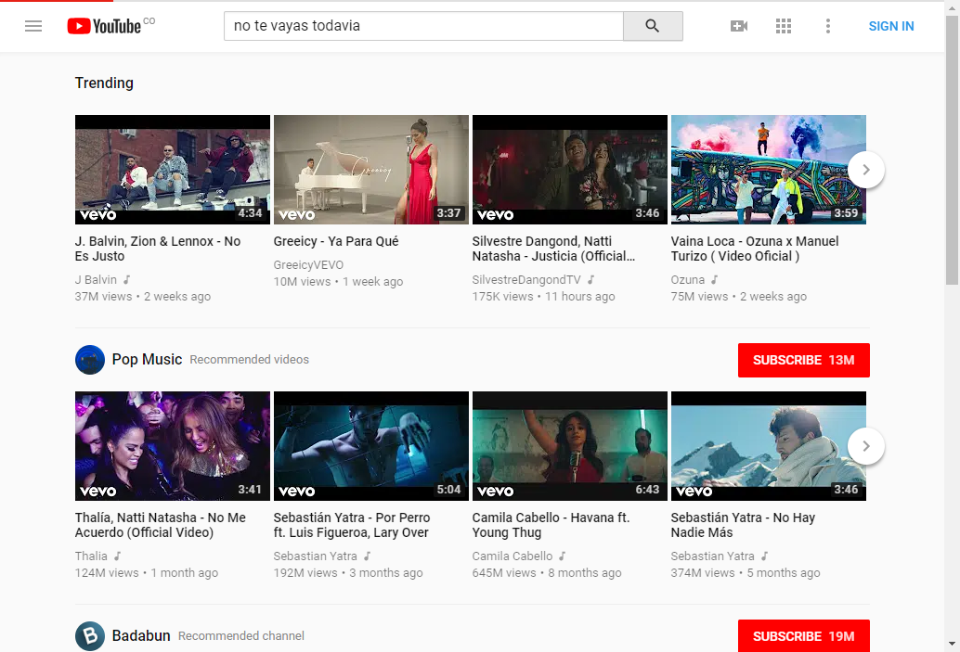 YouTube CO
no te vayas todavia
SIGN IN
Trending
vevo 4:34
vevo 3:37
vevo 3:46
3:59
J. Balvin, Zion & Lennox - No
Es Justo
J Balvin
37M views • 2 weeks ago
Greeicy - Ya Para Qué
GreeicyVEVO
10M views • 1 week ago
Silvestre Dangond, Natti
Natasha - Justicia (Official...
SilvestreDangondTV
175K views • 11 hours ago
Vaina Loca - Ozuna x Manuel
Turizo ( Video Oficial )
Ozuna
75M views • 2 weeks ago
Pop Music Recommended videos
SUBSCRIBE 13M
vevo 3:41
vevo 5:04
vevo 6:43
vevo 3:46
Thalía, Natti Natasha - No Me
Acuerdo (Official Video)
Thalia
124M views • 1 month ago
Sebastián Yatra - Por Perro
ft. Luis Figueroa, Lary Over
Sebastian Yatra
192M views • 3 months ago
Camila Cabello - Havana ft.
Young Thug
Camila Cabello
645M views • 8 months ago
Sebastián Yatra - No Hay
Nadie Más
Sebastian Yatra
374M views • 5 months ago
B Badabun Recommended channel
SUBSCRIBE 19M